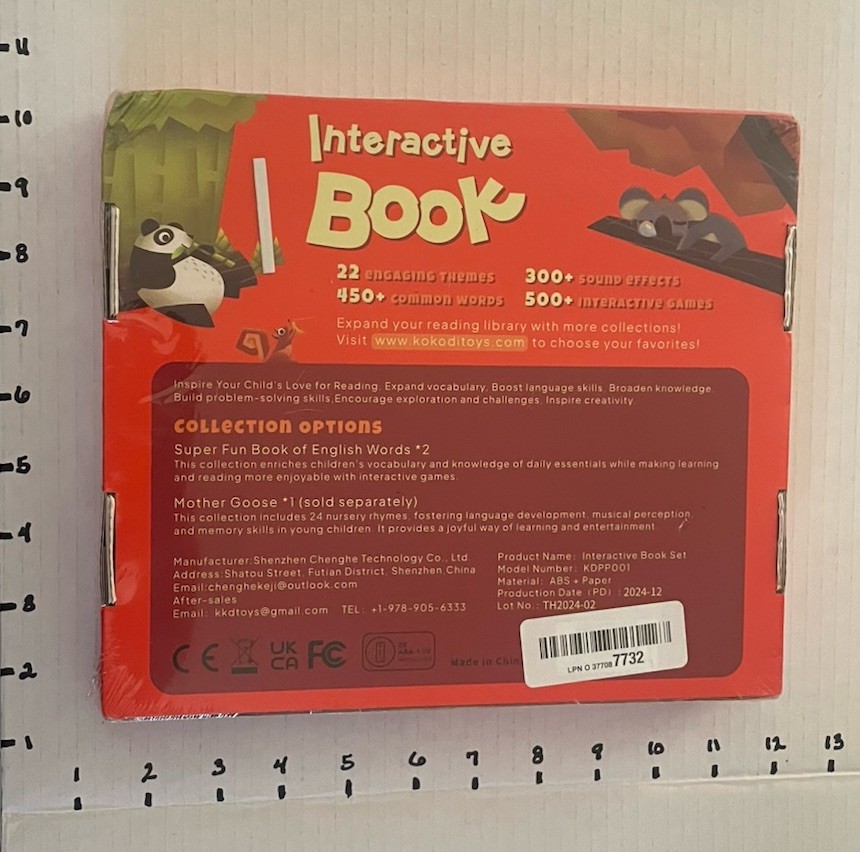 11
10
9
8
7
6
5
4
3
2
1
Interactive
BOOK
22 ENGAGING THEMES 300+ SOUND EFFECTS
450+ COMMON WORDS 500+ INTERACTIVE GAMES
Expand your reading library with more collections!
Visit www.kokoditoys.com to choose your favorites!
Inspire Your Child's Love for Reading, Expand vocabulary, Boost language skills, Broaden knowledge,
Build problem-solving skills,Encourage exploration and challenges, Inspire creativity.
COLLECTION OPTIONS
Super Fun Book of English Words *2
This collection enriches children's vocabulary and knowledge of daily essentials while making learning
and reading more enjoyable with interactive games.
Mother Goose *1 (sold separately)
This collection includes 24 nursery rhymes, fostering language development, musical perception,
and memory skills in young children. It provides a joyful way of learning and entertainment.
Manufacturer:Shenzhen Chenghe Technology Co., Ltd.
Address:Shatou Street, Futian District, Shenzhen,China
Email:chenghekeji@outlook.com
After-sales
Email: kkdtoys@gmail.com TEL: +1-978-905-6333
Product Name: Interactive Book Set
Model Number: KDPP001
Material: ABS + Paper
Production Date (PD) : 2024-12
Lot No.: TH2024-02
CE
UK
CA
FC
Made in
LPN O 37708 7732
1 2 3 4 5 6 7 8 9 10 11 12 13